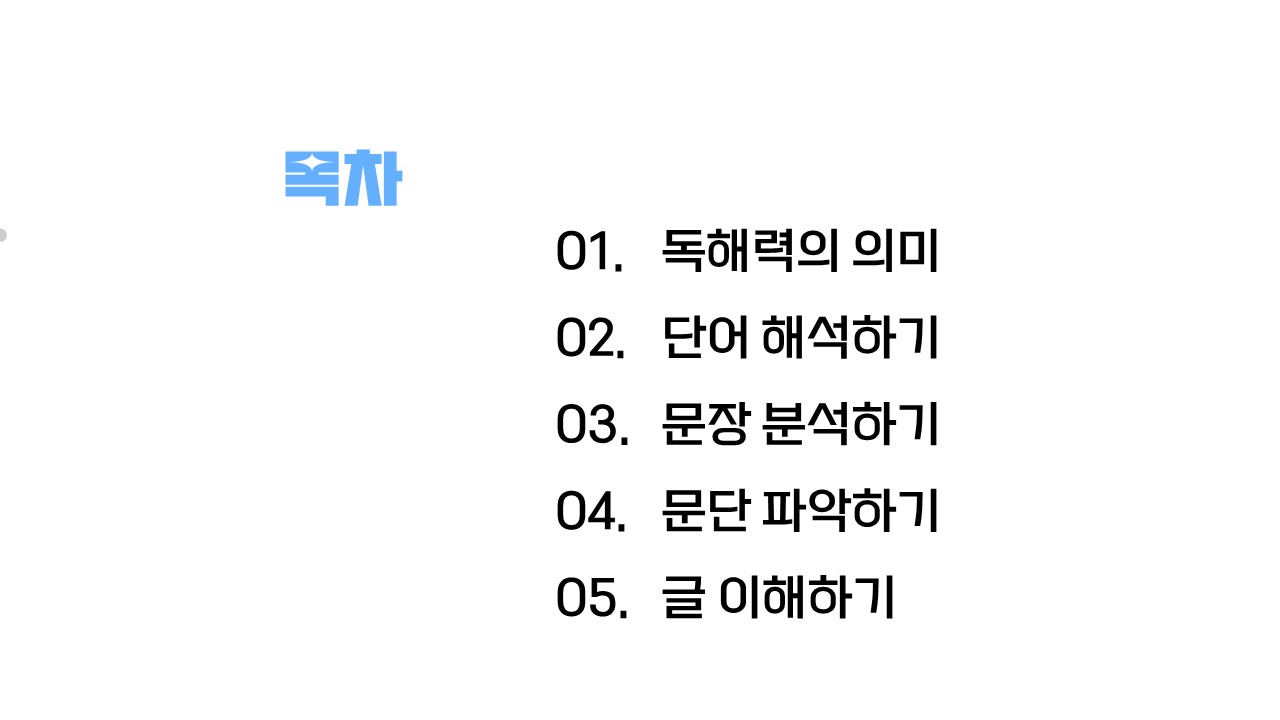 목차
01. 독해력의 의미
02. 단어 해석하기
03. 문장 분석하기
04. 문단 파악하기
05. 글 이해하기